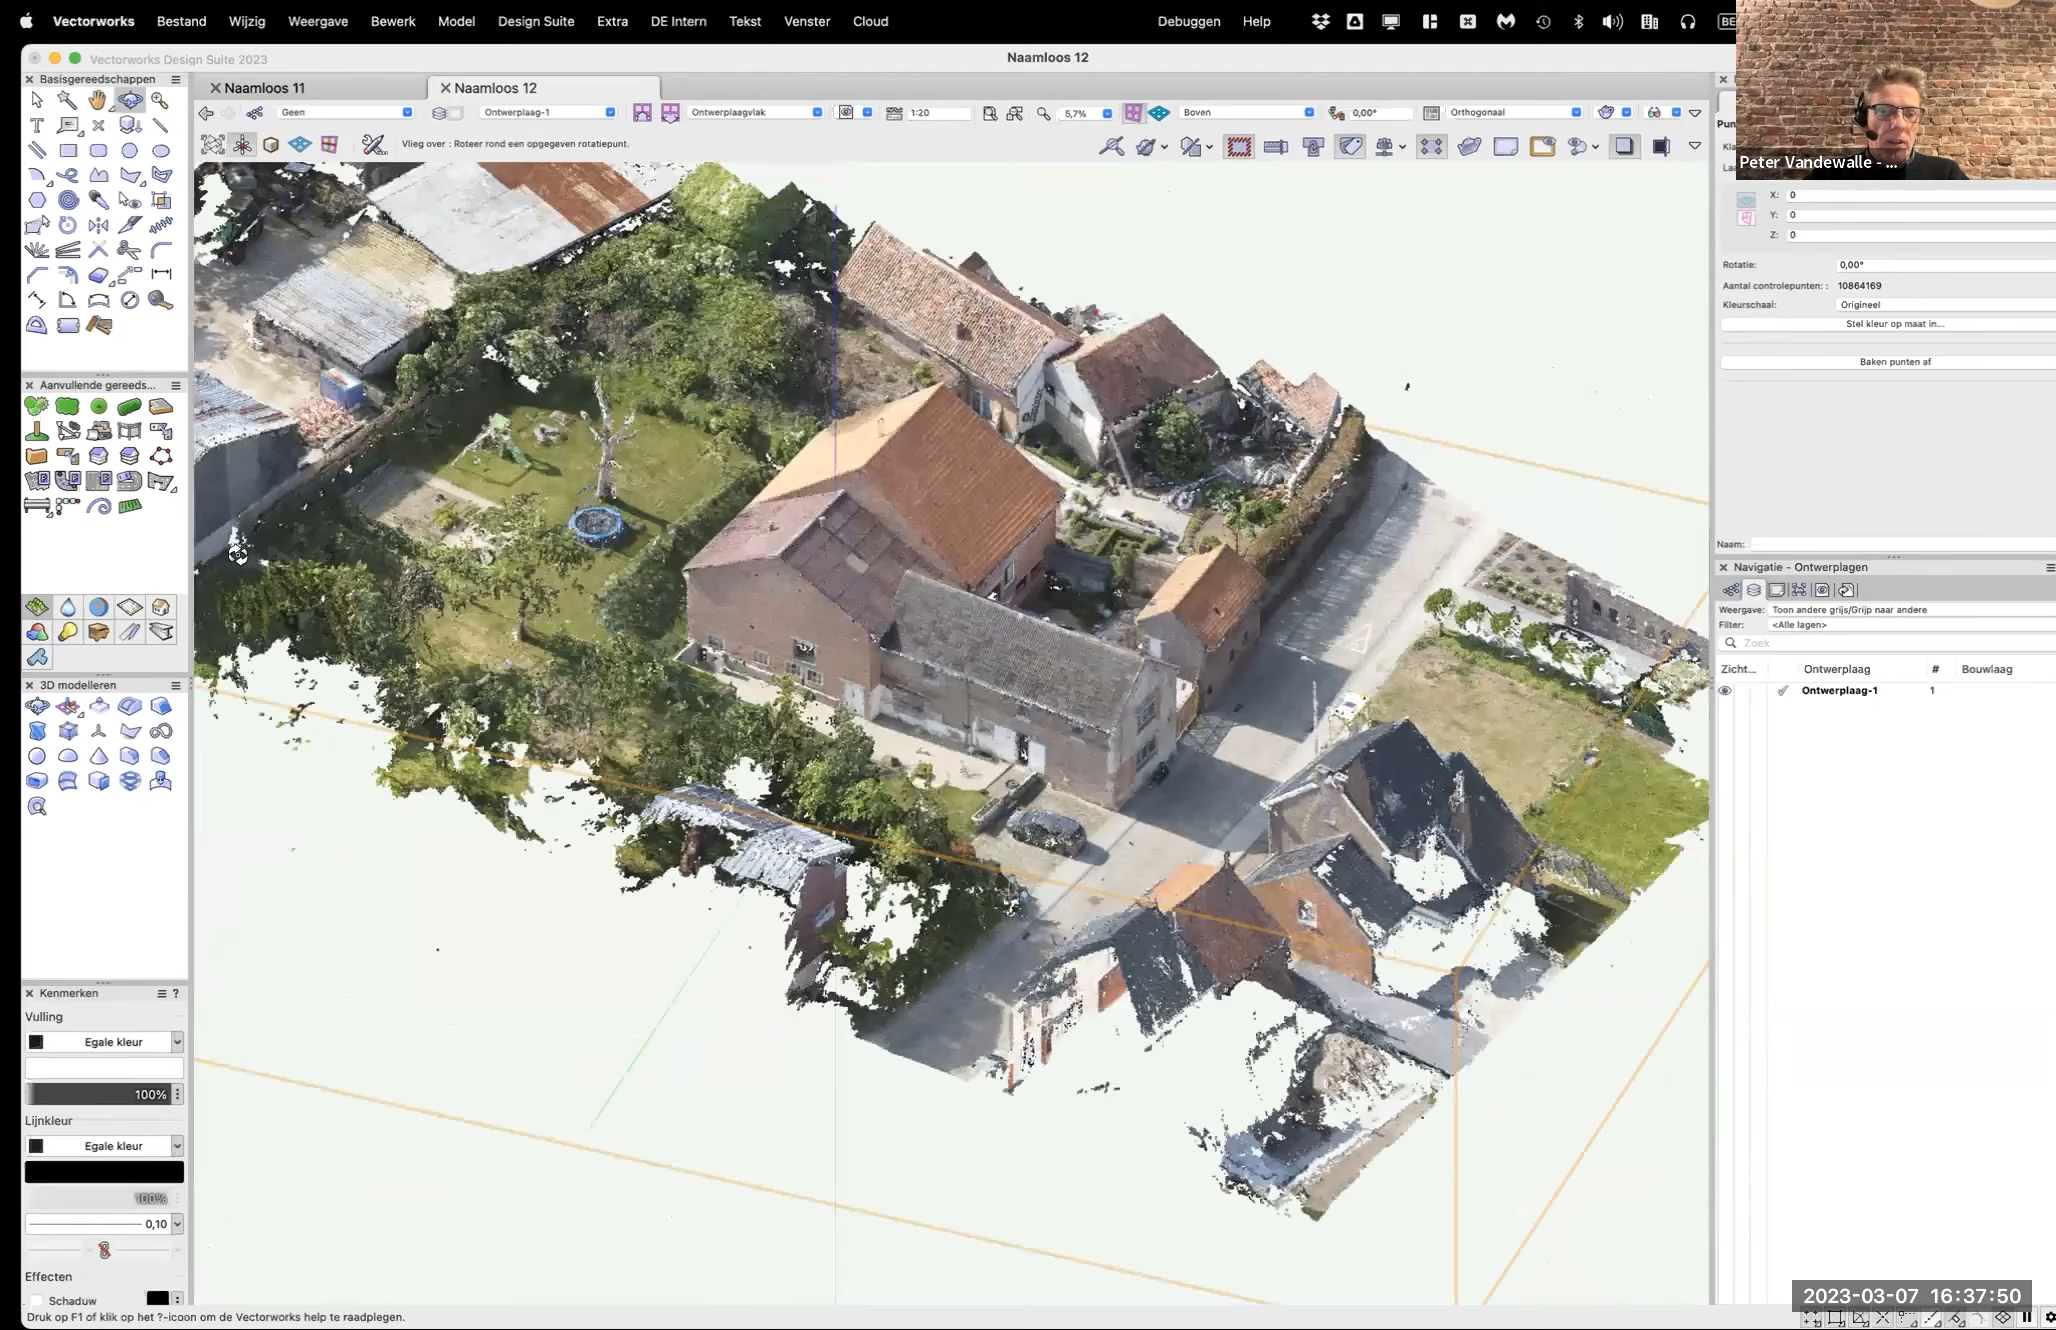 Vectorworks Bestand Wijzig Weergave Bewerk Model Design Suite Extra DE Intern Tekst Venster Cloud Debuggen Help BE
Vectorworks Design Suite 2023
Naamloos 12
Basisgereedschappen
Naamloos 11
Naamloos 12
Geen
Ontwerplaag-1
Ontwerplaagvlak
1:20
5,7%
Boven
0,00°
Orthogonaal
Vlieg over : Roteer rond een opgegeven rotatiepunt.
Peter Vandewalle - ...
X: 0
Y: 0
Z: 0
Rotatie: 0,00°
Aantal controlepunten: : 10864169
Kleurschaal: Origineel
Stel kleur op maat in...
Baken punten af
Aanvullende gereeds...
Naam:
Navigatie - Ontwerplagen
Weergave: Toon andere grijs/Grijp naar andere
Filter: <Alle lagen>
Zoek
Zicht... Ontwerplaag # Bouwlaag
Ontwerplaag-1 1
3D modelleren
Kenmerken ?
Vulling
Egale kleur
100%
Lijnkleur
Egale kleur
100%
0,10
Effecten
Schaduw
2023-03-07 16:37:50
Druk op F1 of klik op het ?-icoon om de Vectorworks help te raadplegen.